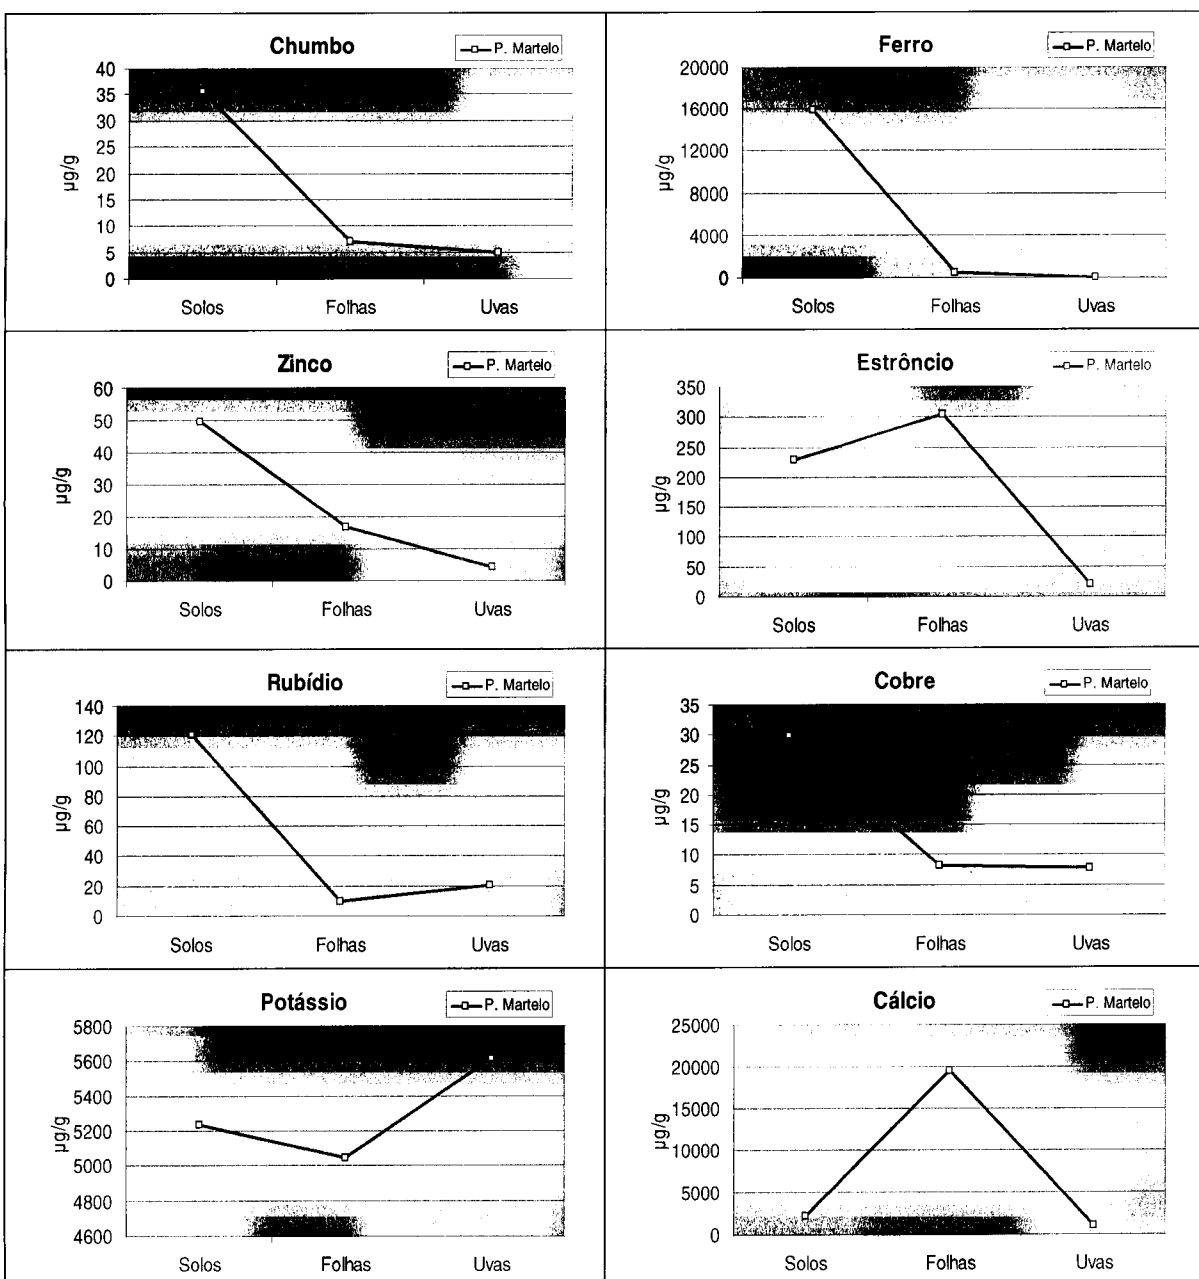 Chumbo
P. Martelo
40
35
30
25
20
15
10
5
0
µg/g
Solos Folhas Uvas
Ferro
P. Martelo
20000
16000
12000
8000
4000
0
µg/g
Solos Folhas Uvas
Zinco
P. Martelo
60
50
40
30
20
10
0
µg/g
Solos Folhas Uvas
Estrôncio
P. Martelo
350
300
250
200
150
100
50
0
µg/g
Solos Folhas Uvas
Rubídio
P. Martelo
140
120
100
80
60
40
20
0
µg/g
Solos Folhas Uvas
Cobre
P. Martelo
35
30
25
20
15
10
5
0
µg/g
Solos Folhas Uvas
Potássio
P. Martelo
5800
5600
5400
5200
5000
4800
4600
µg/g
Solos Folhas Uvas
Cálcio
P. Martelo
25000
20000
15000
10000
5000
0
µg/g
Solos Folhas Uvas